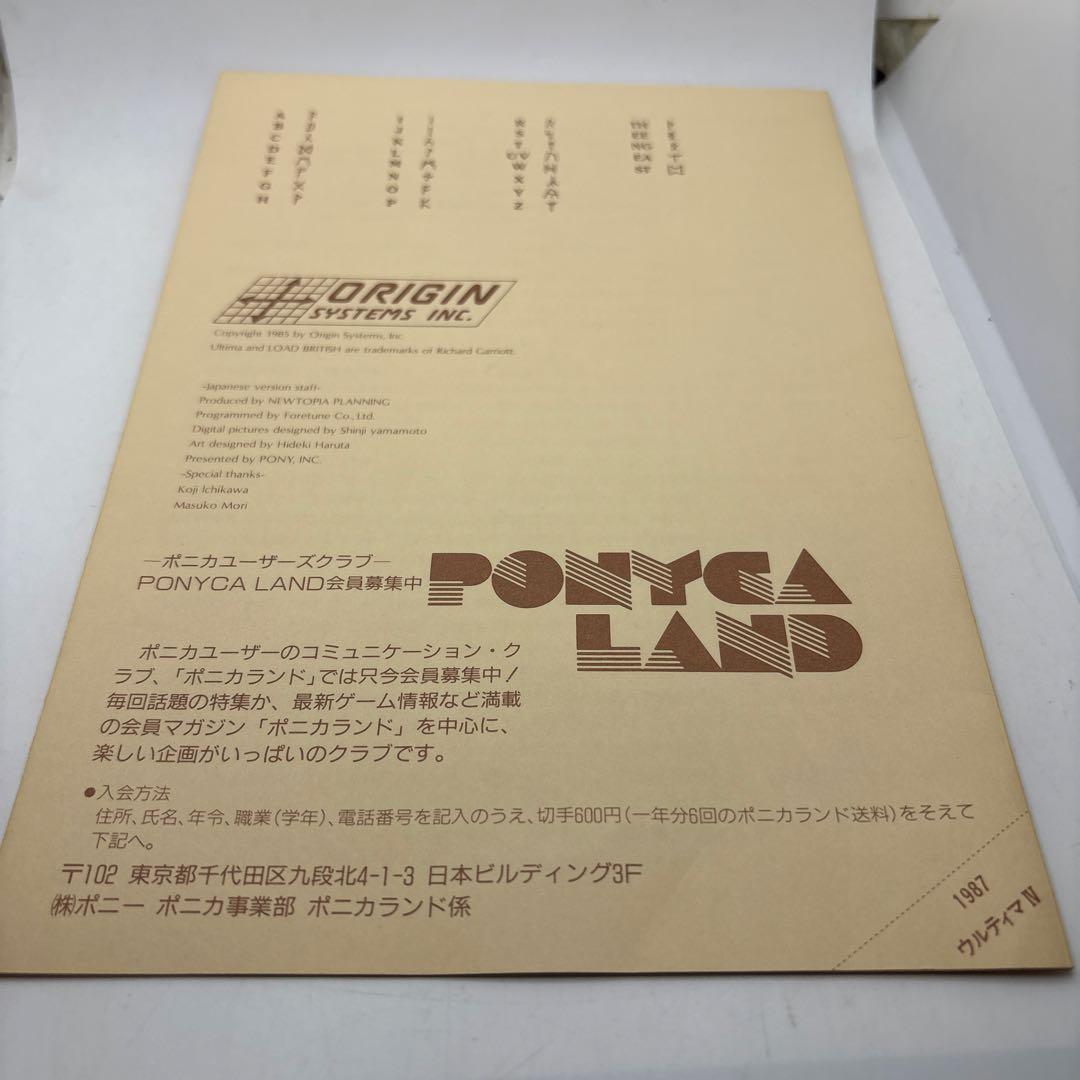 A
B
C
D
E
F
G
H
I
J
K
L
M
N
O
P
R
S
T
W
X
Y
Z
TH
EE
NG
EA
ST
ORIGIN
SYSTEMS INC.
Copyright 1985 by Origin Systems, Inc.
Ultima and LOAD BRITISH are trademarks of Richard Garriott.
-Japanese version staff-
Produced by NEWTOPIA PLANNING
Programmed by Foretune Co., Ltd.
Digital pictures designed by Shinji yamamoto
Art designed by Hideki Haruta
Presented by PONY, INC.
-Special thanks-
Koji Ichikawa
Masuko Mori
—ポニカユーザーズクラブ—
PONYCA LAND会員募集中
PONYCA
LAND
ポニカユーザーのコミュニケーション・ク
ラブ、「ポニカランド」では只今会員募集中!
毎回話題の特集か、最新ゲーム情報など満載
の会員マガジン「ポニカランド」を中心に、
楽しい企画がいっぱいのクラブです。
●入会方法
住所、氏名、年令、職業(学年)、電話番号を記入のうえ、切手600円(一年分6回のポニカランド送料)をそえて
下記へ。
〒102 東京都千代田区九段北4-1-3 日本ビルディング3F
㈱ポニー ポニカ事業部 ポニカランド係
1987
ウルティマⅣ